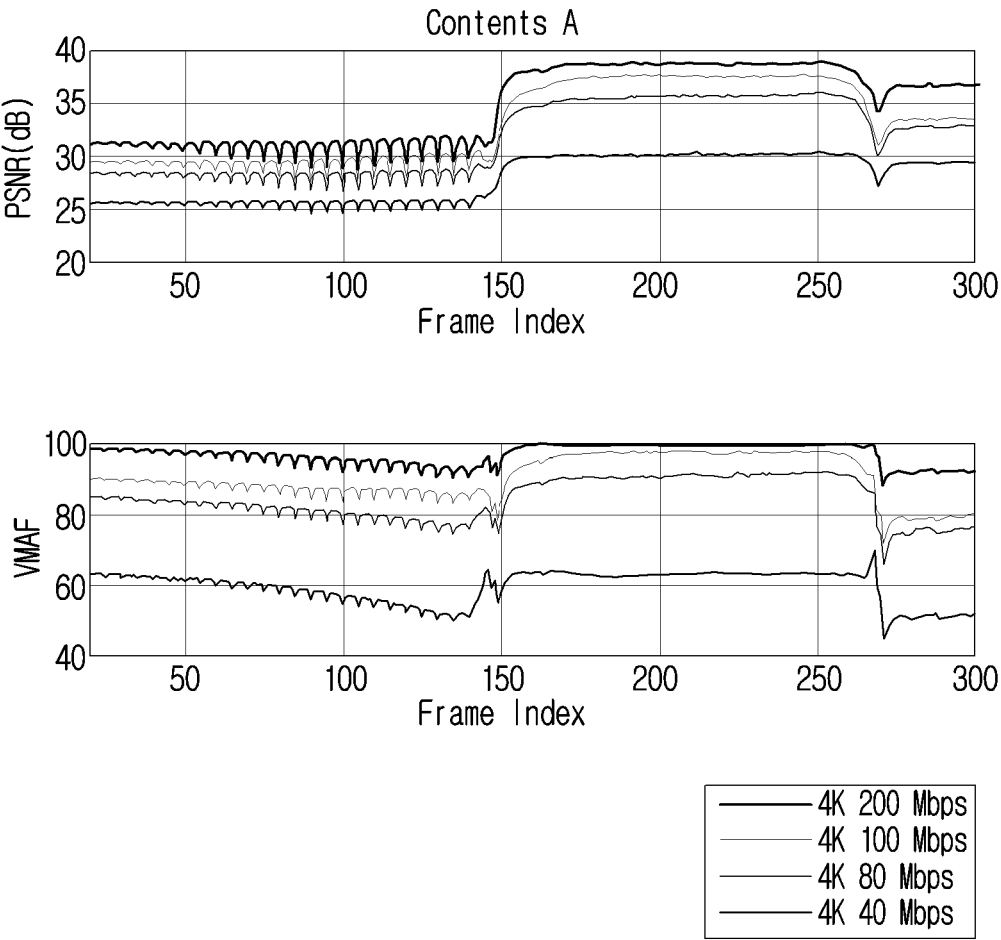 Contents A
40
35
30
25
20
PSNR(dB)
50 100 150 200 250 300
Frame Index
100
80
60
40
VMAF
50 100 150 200 250 300
Frame Index
4K 200 Mbps
4K 100 Mbps
4K 80 Mbps
4K 40 Mbps